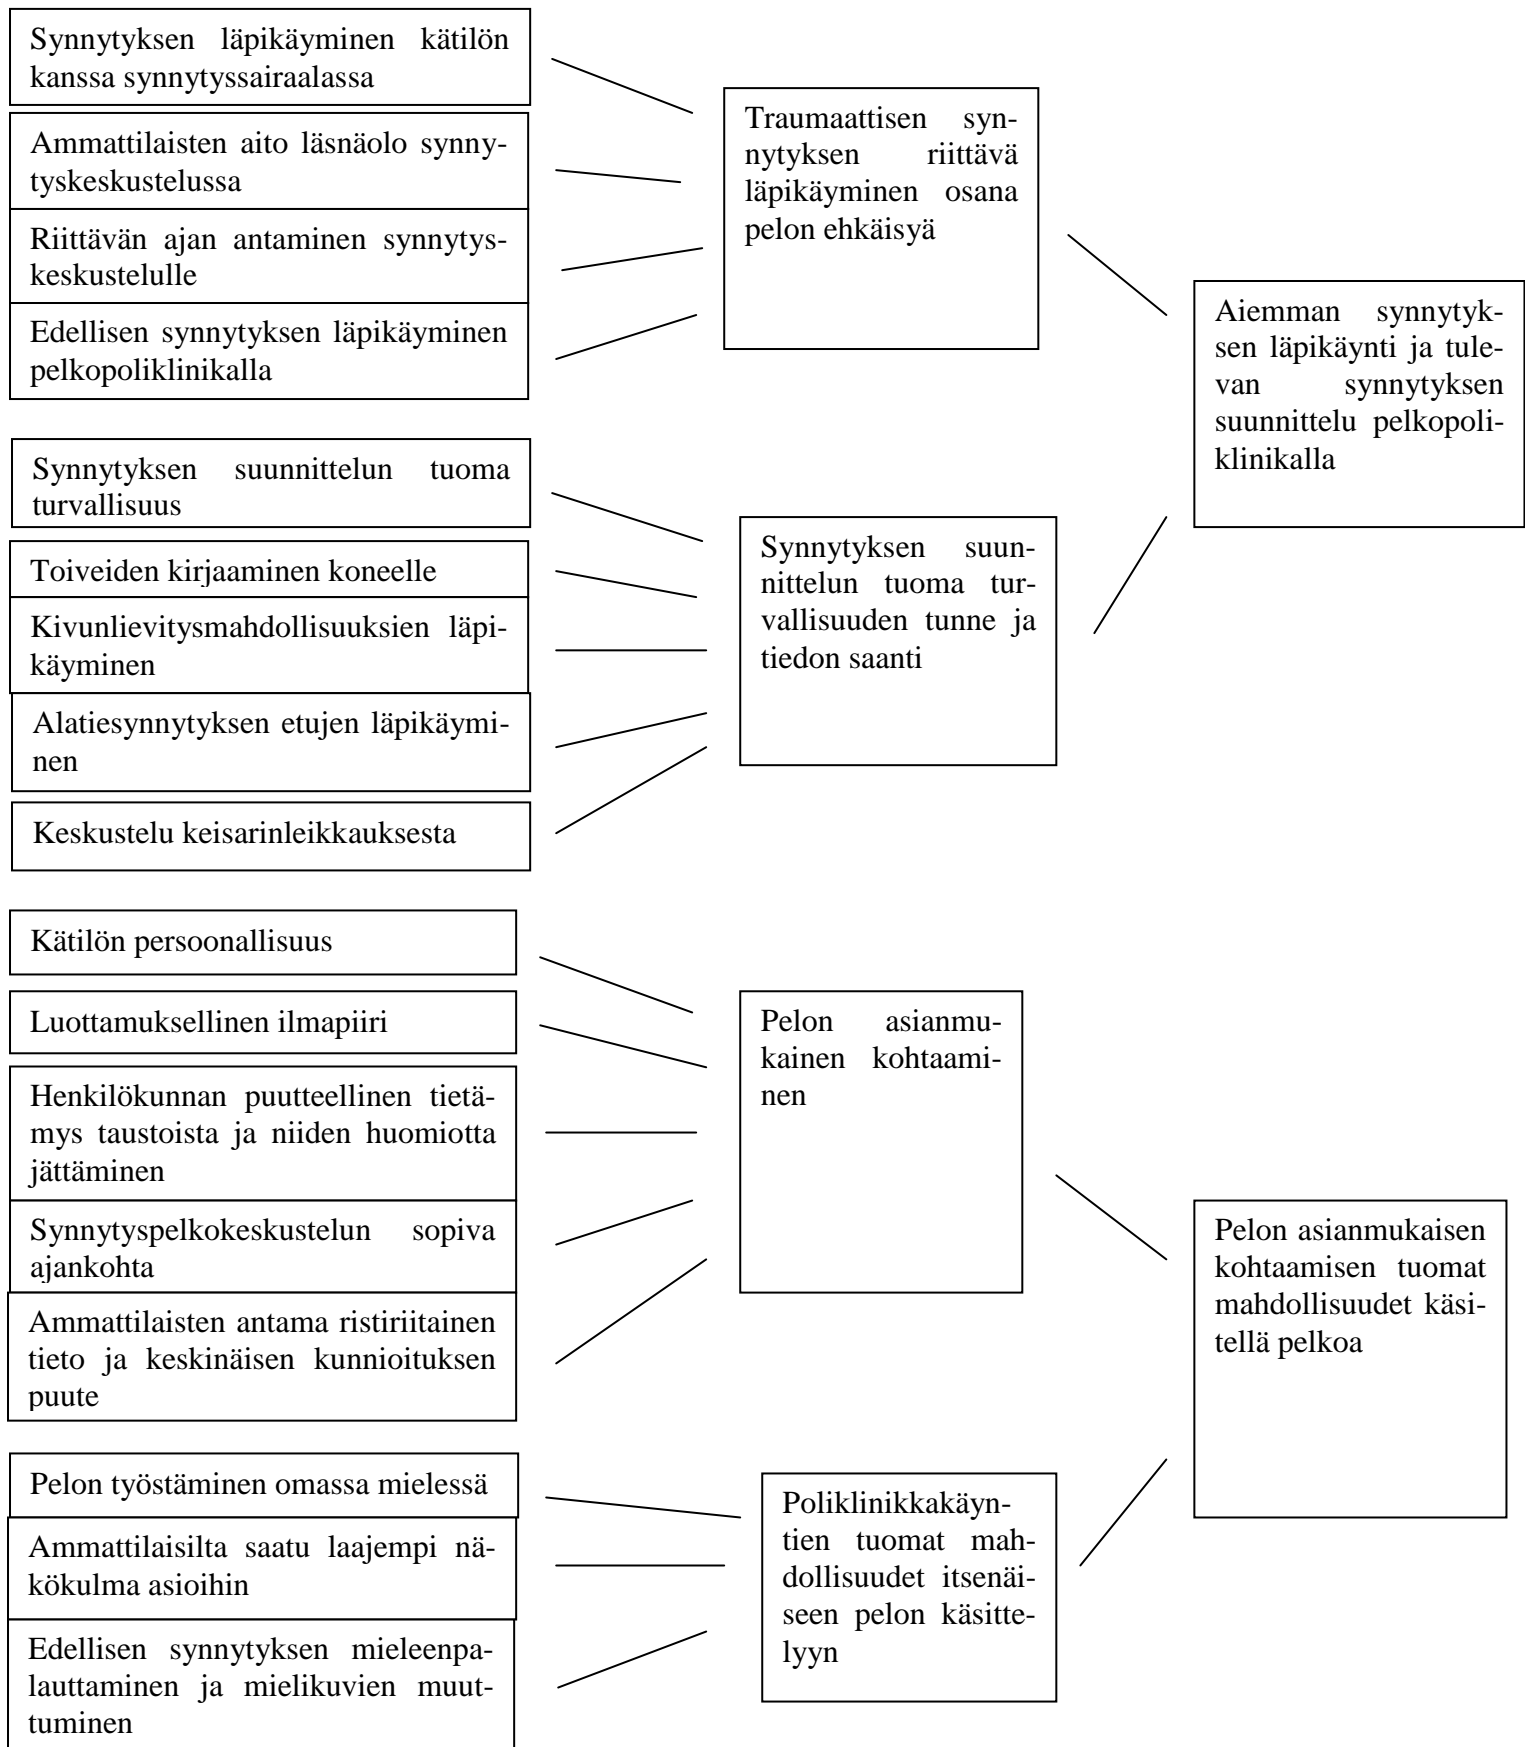 Synnytyksen läpikäyminen kätilön
kanssa synnytyssairaalassa
Ammattilaisten aito läsnäolo synny-
tyskeskustelussa
Riittävän ajan antaminen synnytys-
keskustelulle
Edellisen synnytyksen läpikäyminen
pelkopoliklinikalla
Traumaattisen syn-
nytyksen riittävä
läpikäyminen osana
pelon ehkäisyä
Aiemman synnytyk-
sen läpikäynti ja tule-
van synnytyksen
suunnittelu pelkopoli-
klinikalla
Synnytyksen suunnittelun tuoma
turvallisuus
Toiveiden kirjaaminen koneelle
Kivunlievitysmahdollisuuksien läpi-
käyminen
Alatiesynnytyksen etujen läpikäymi-
nen
Keskustelu keisarinleikkauksesta
Synnytyksen suun-
nittelun tuoma tur-
vallisuuden tunne ja
tiedon saanti
Kätilön persoonallisuus
Luottamuksellinen ilmapiiri
Henkilökunnan puutteellinen tietä-
mys taustoista ja niiden huomiotta
jättäminen
Synnytyspelkokeskustelun sopiva
ajankohta
Ammattilaisten antama ristiriitainen
tieto ja keskinäisen kunnioituksen
puute
Pelon asianmu-
kainen kohtaami-
nen
Pelon asianmukaisen
kohtaamisen tuomat
mahdollisuudet käsi-
tellä pelkoa
Pelon työstäminen omassa mielessä
Ammattilaisilta saatu laajempi nä-
kökulma asioihin
Edellisen synnytyksen mieleenpa-
lauttaminen ja mielikuvien muut-
tuminen
Poliklinikkakäyn-
tien tuomat mah-
dollisuudet itsenäi-
seen pelon käsitte-
lyyn